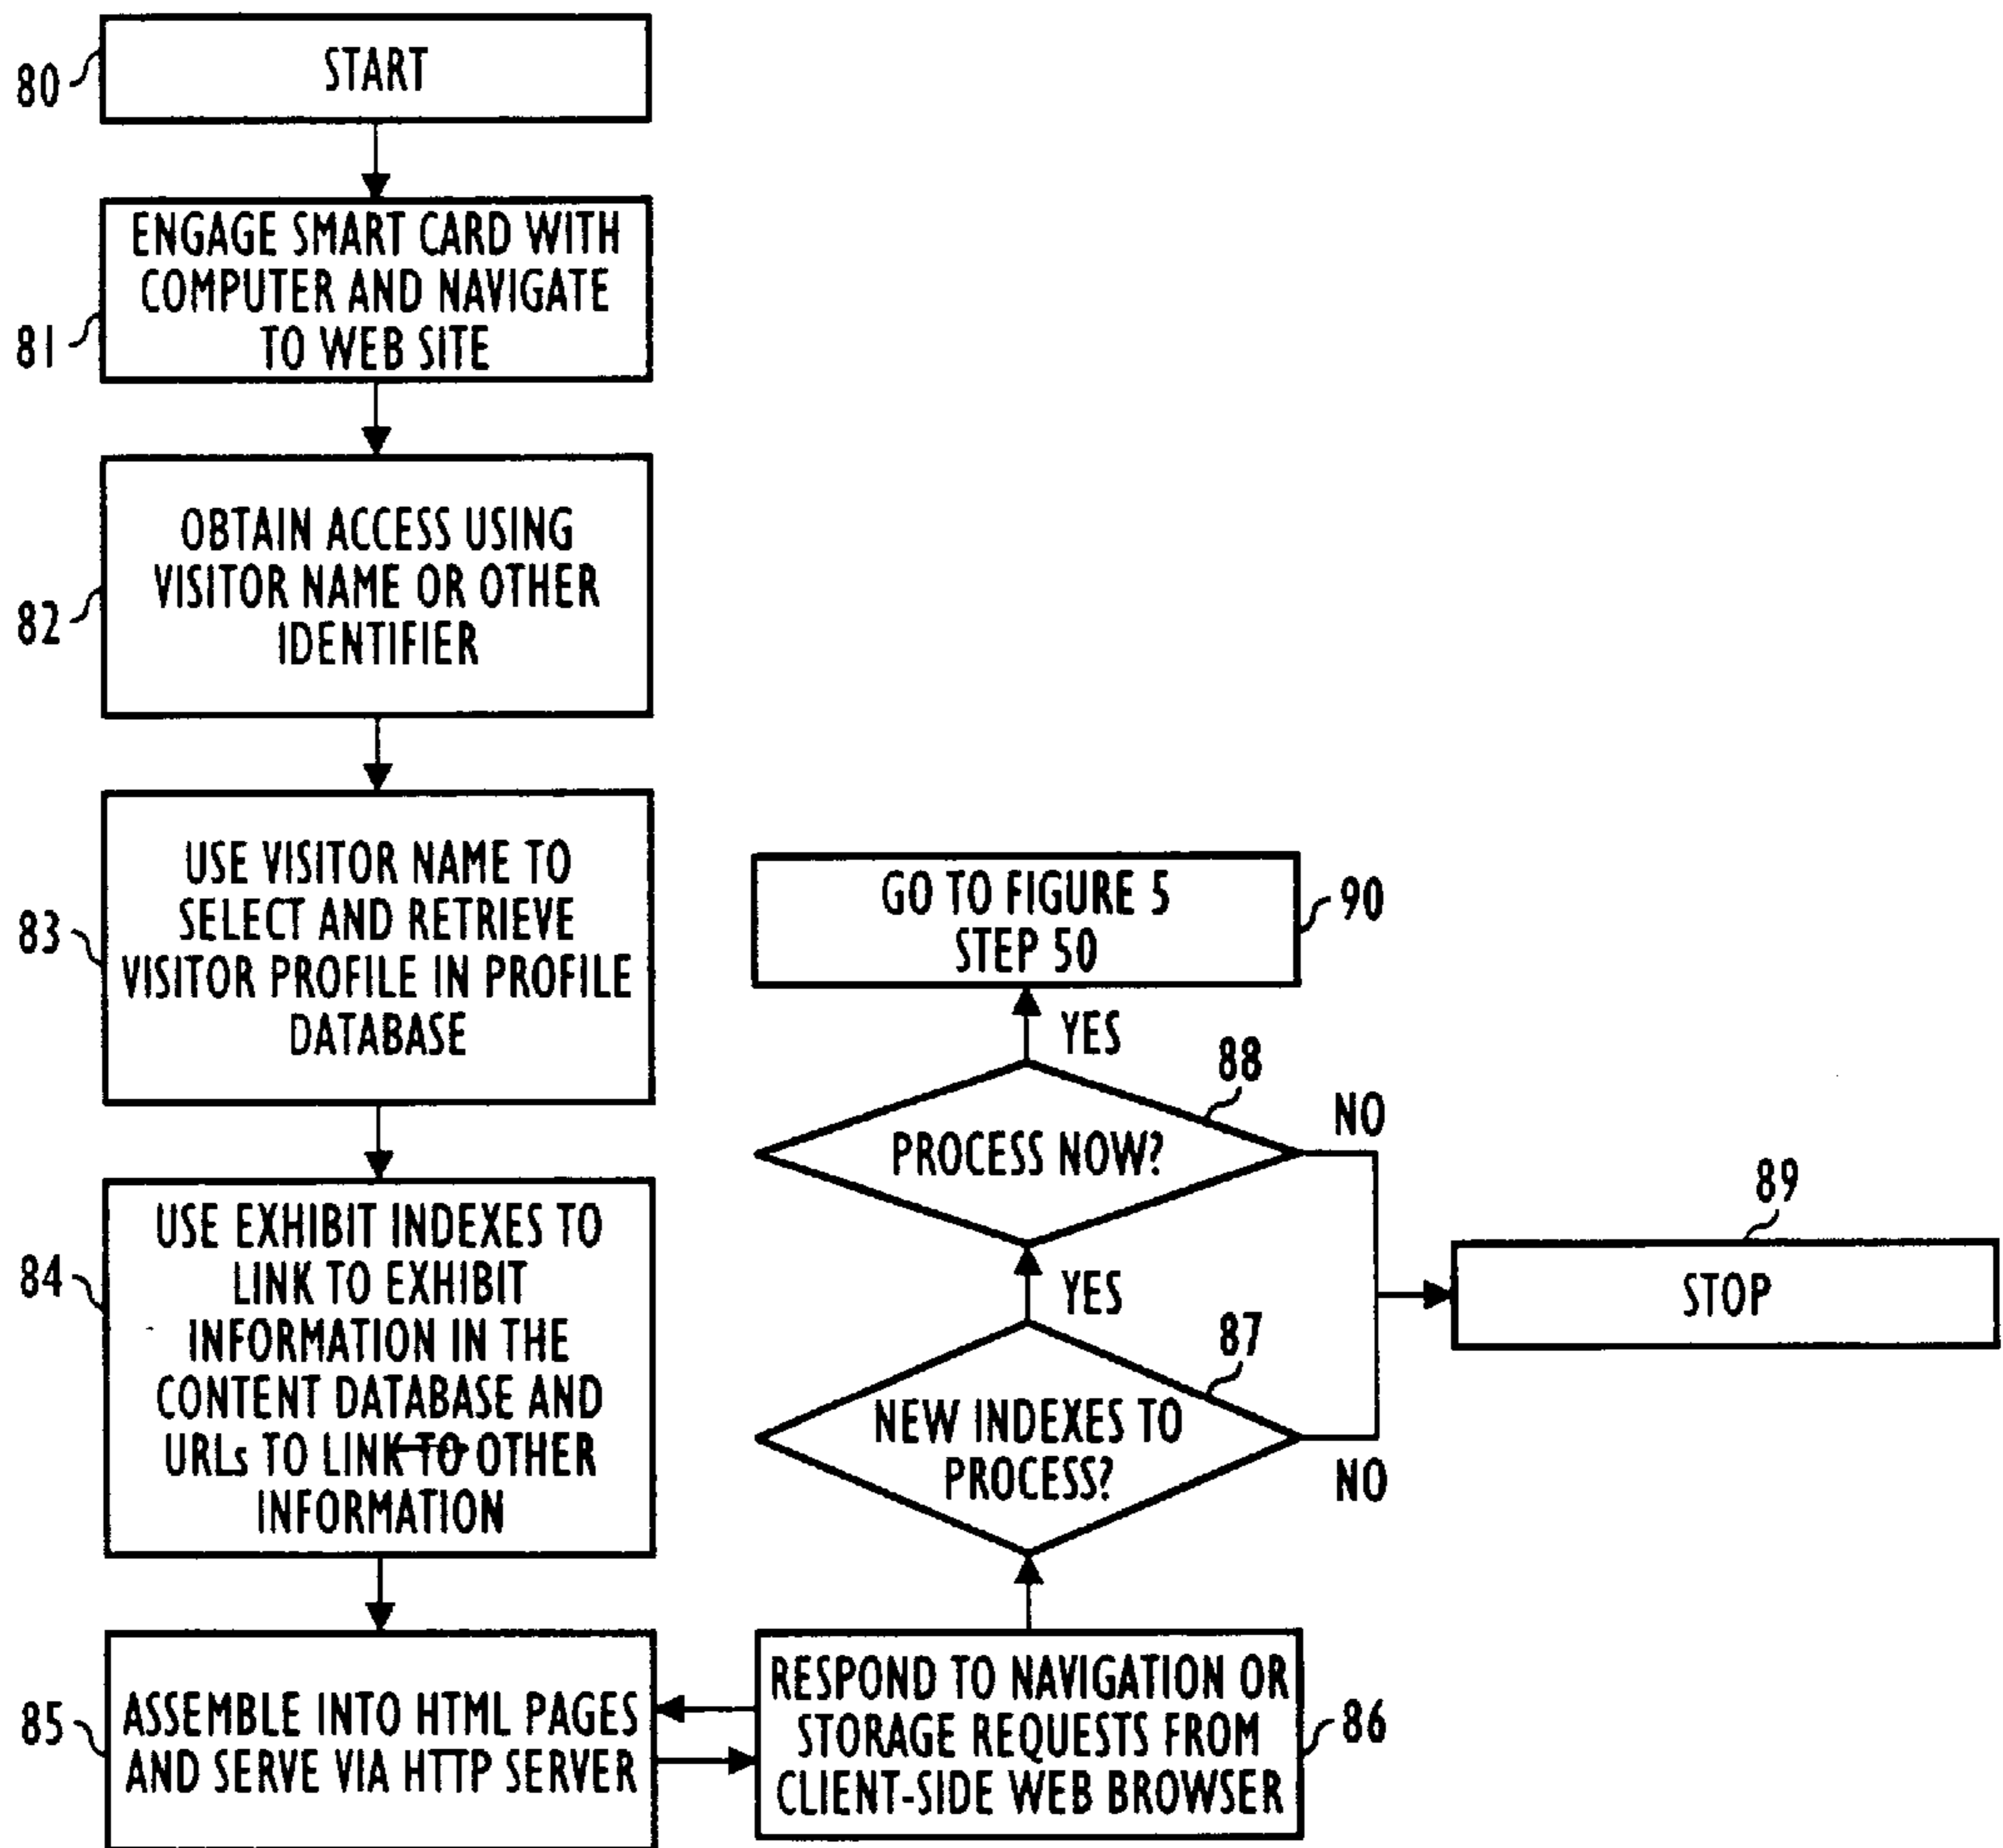 80
START
81
ENGAGE SMART CARD WITH
COMPUTER AND NAVIGATE
TO WEB SITE
82
OBTAIN ACCESS USING
VISITOR NAME OR OTHER
IDENTIFIER
83
USE VISITOR NAME TO
SELECT AND RETRIEVE
VISITOR PROFILE IN PROFILE
DATABASE
84
USE EXHIBIT INDEXES TO
LINK TO EXHIBIT
INFORMATION IN THE
CONTENT DATABASE AND
URLs TO LINK TO OTHER
INFORMATION
85
ASSEMBLE INTO HTML PAGES
AND SERVE VIA HTTP SERVER
RESPOND TO NAVIGATION OR
STORAGE REQUESTS FROM
CLIENT-SIDE WEB BROWSER
86
NEW INDEXES TO
PROCESS?
87
YES
NO
PROCESS NOW?
88
YES
NO
GO TO FIGURE 5
STEP 50
90
89
STOP